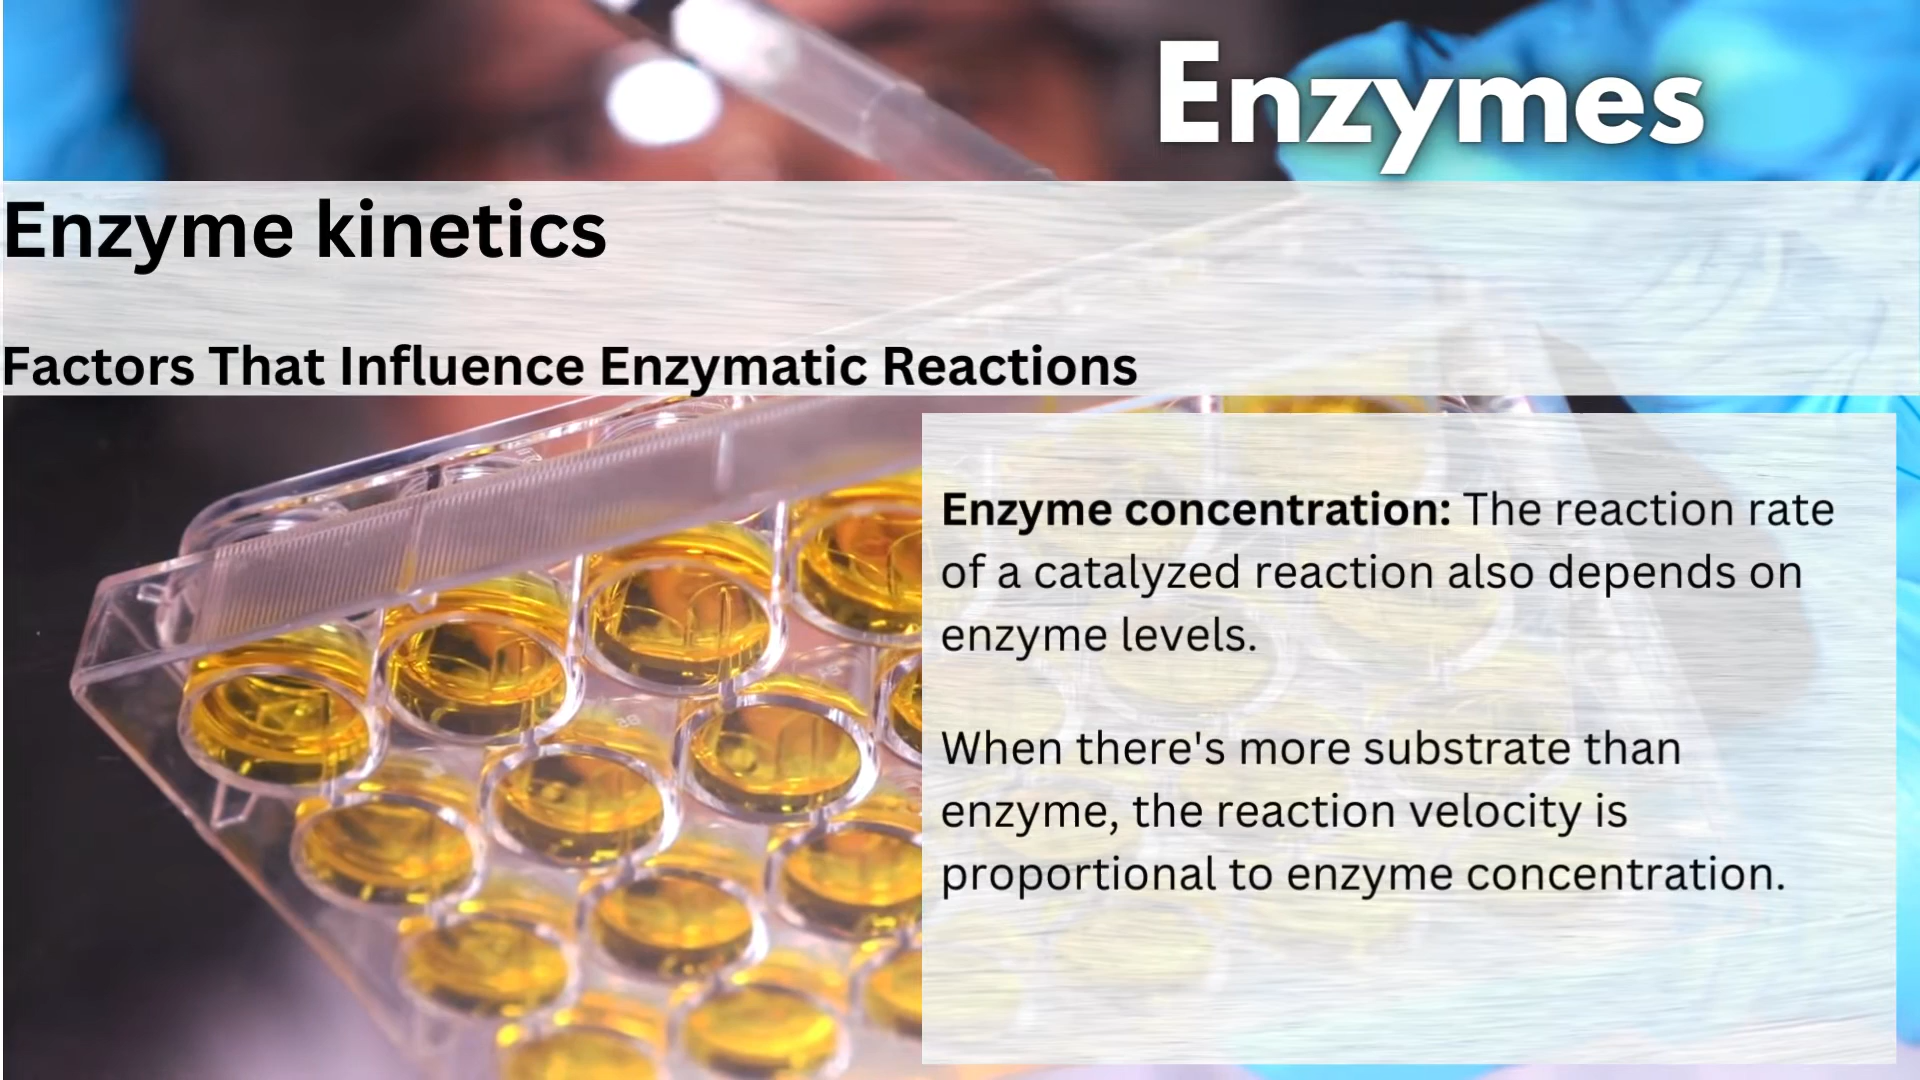 Enzymes
Enzyme kinetics
Factors That Influence Enzymatic Reactions
Enzyme concentration: The reaction rate
of a catalyzed reaction also depends on
enzyme levels.
When there's more substrate than
enzyme, the reaction velocity is
proportional to enzyme concentration.